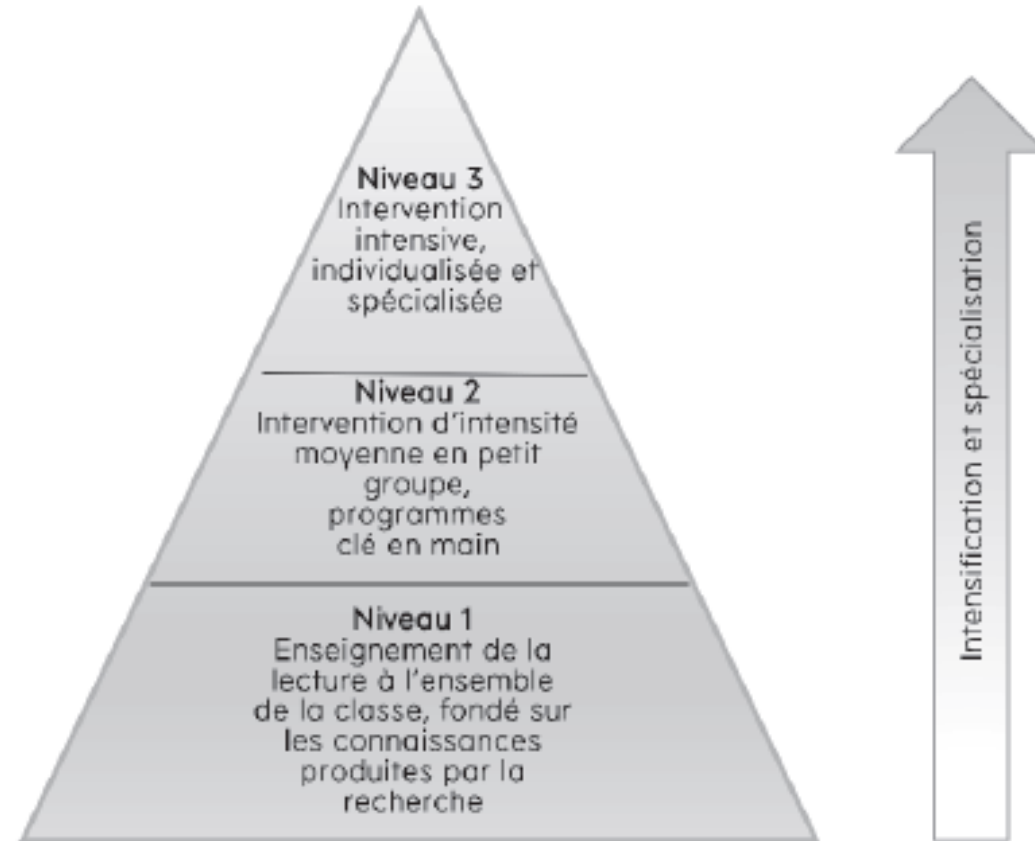 Niveau 3
Intervention
intensive,
individualisée et
spécialisée
Niveau 2
Intervention d'intensité
moyenne en petit
groupe,
programmes
clé en main
Niveau 1
Enseignement de la
lecture à l'ensemble
de la classe, fondé sur
les connaissances
produites par la
recherche
Intensification et spécialisation